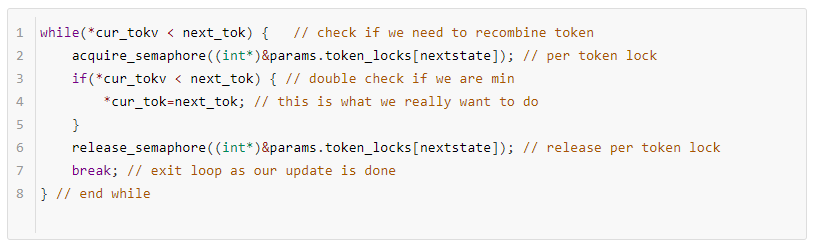 1 while(*cur_tokv < next_tok) {   // check if we need to recombine token
2     acquire_semaphore((int*)&params.token_locks[nextstate]); // per token lock
3     if(*cur_tokv < next_tok) { // double check if we are min
4         *cur_tok=next_tok; // this is what we really want to do
5     }
6     release_semaphore((int*)&params.token_locks[nextstate]); // release per token lock
7     break; // exit loop as our update is done
8 } // end while